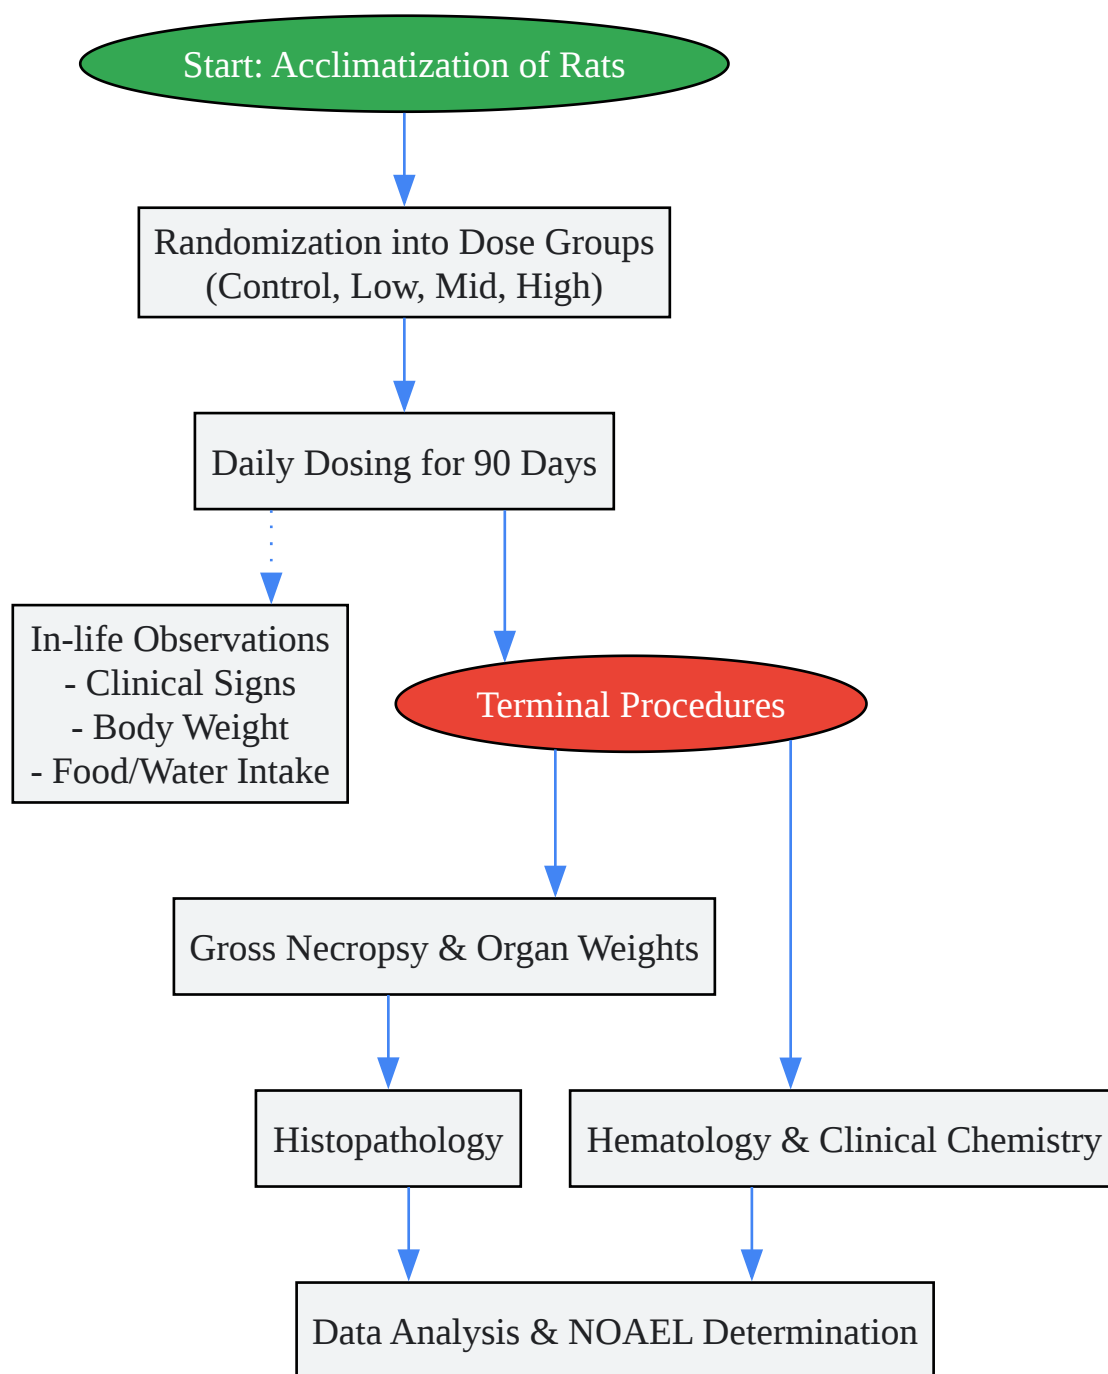 Start: Acclimatization of Rats
Randomization into Dose Groups
(Control, Low, Mid, High)
Daily Dosing for 90 Days
In-life Observations
- Clinical Signs
- Body Weight
- Food/Water Intake
Terminal Procedures
Gross Necropsy & Organ Weights
Histopathology
Hematology & Clinical Chemistry
Data Analysis & NOAEL Determination